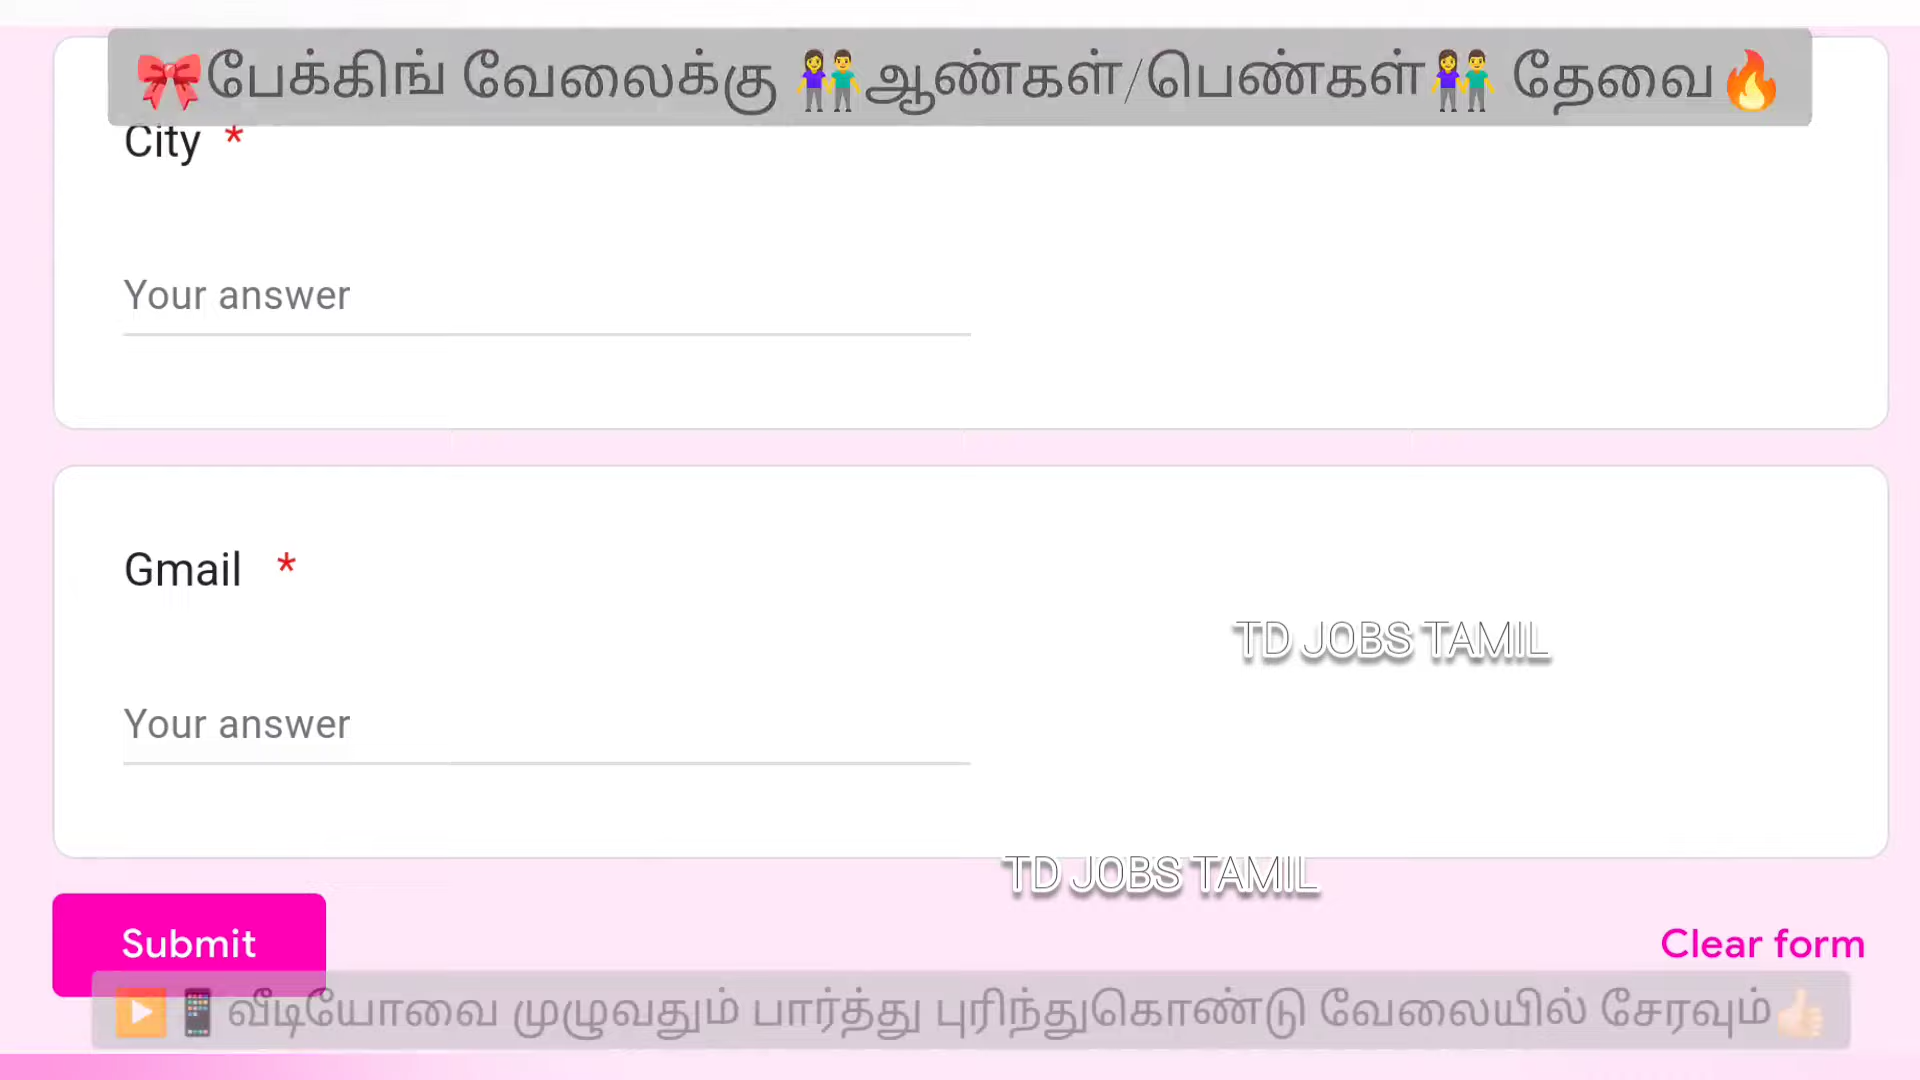 🎀பேக்கிங் வேலைக்கு 👫ஆண்கள்/பெண்கள்👫 தேவை🔥
City *
Your answer
Gmail *
TD JOBS TAMIL
Your answer
TD JOBS TAMIL
Submit
Clear form
▶️📱வீடியோவை முழுவதும் பார்த்து புரிந்துகொண்டு வேலையில் சேரவும்👍🏻